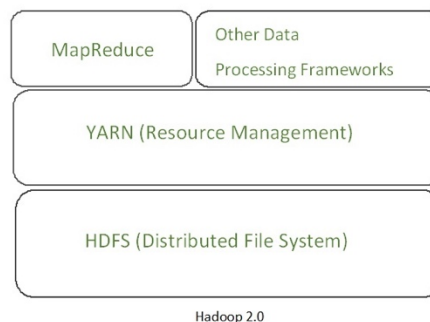 MapReduce
Other Data
Processing Frameworks
YARN (Resource Management)
HDFS (Distributed File System)
Hadoop 2.0